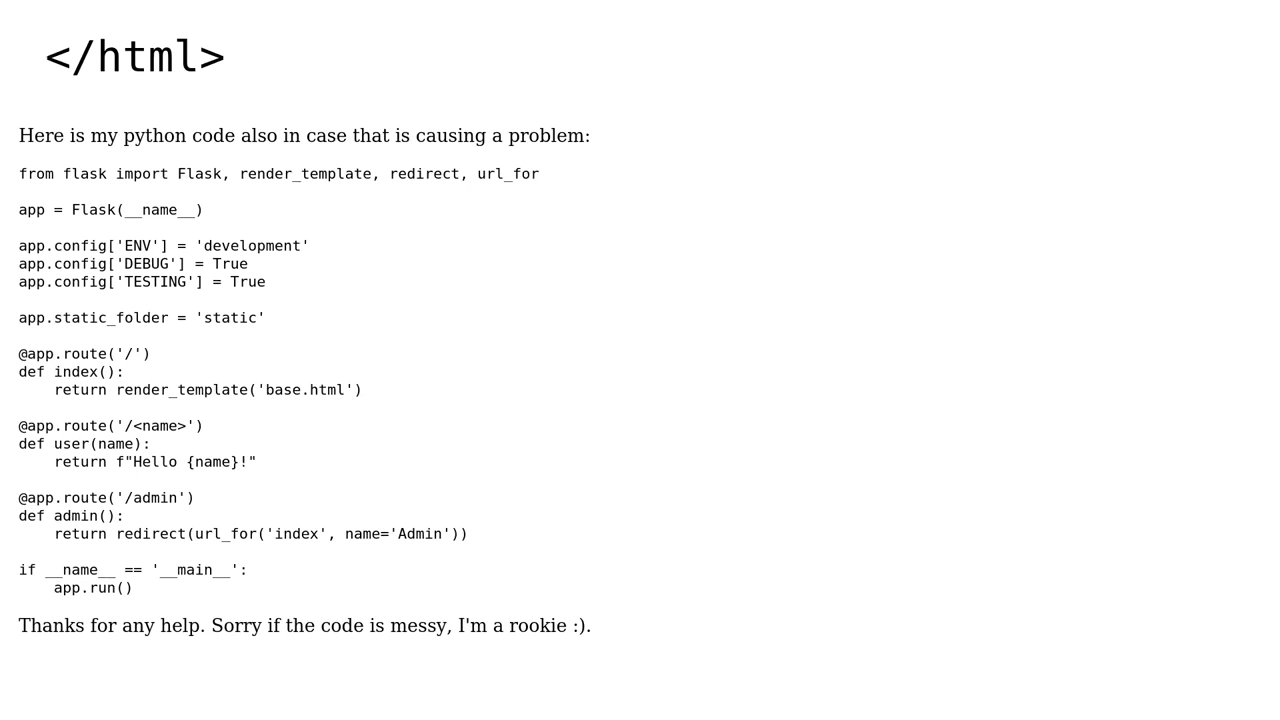 </html>
Here is my python code also in case that is causing a problem:
from flask import Flask, render_template, redirect, url_for
app = Flask(__name__)
app.config['ENV'] = 'development'
app.config['DEBUG'] = True
app.config['TESTING'] = True
app.static_folder = 'static'
@app.route('/')
def index():
    return render_template('base.html')
@app.route('/<name>')
def user(name):
    return f"Hello {name}!"
@app.route('/admin')
def admin():
    return redirect(url_for('index', name='Admin'))
if __name__ == '__main__':
    app.run()
Thanks for any help. Sorry if the code is messy, I'm a rookie :).